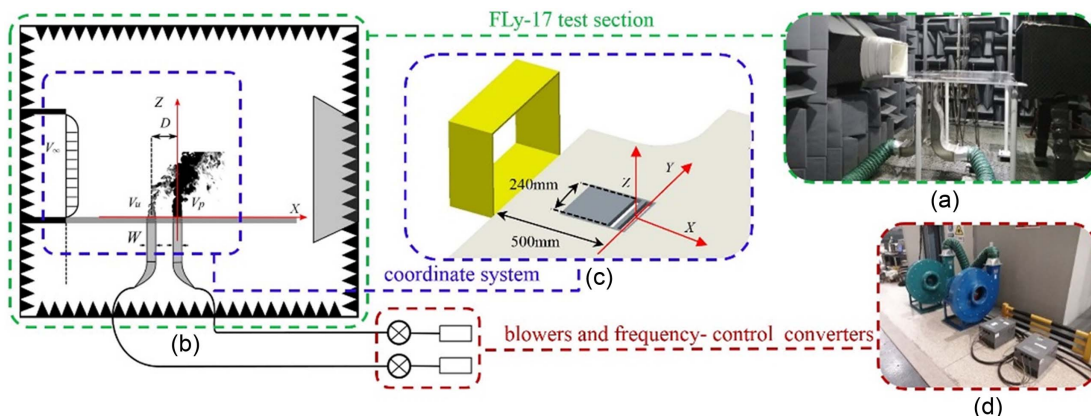 FLy-17 test section
Z
D
V∞
Vu
Vp
X
W
(b)
coordinate system
240mm
500mm
Z
Y
X
(c)
(a)
blowers and frequency- control converters
(d)